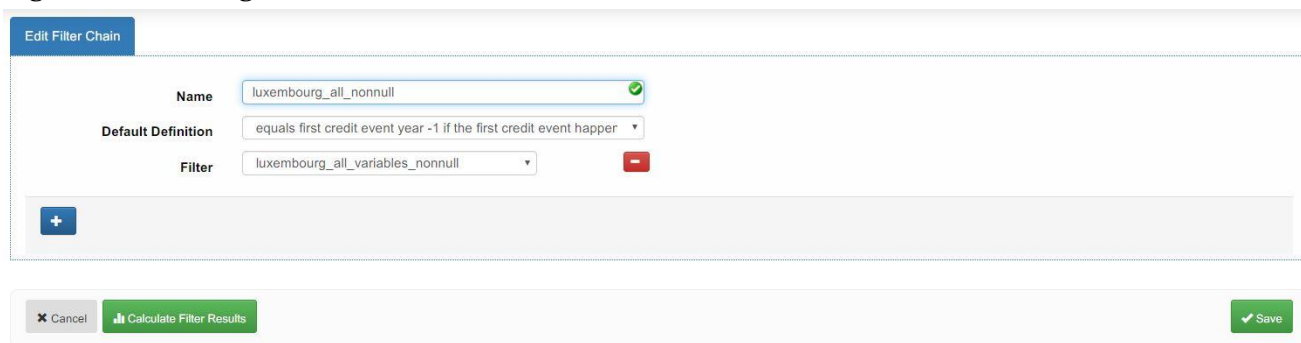 Edit Filter Chain
Name luxembourg_all_nonnull
Default Definition equals first credit event year -1 if the first credit event happer
Filter luxembourg_all_variables_nonnull
Cancel Calculate Filter Results Save